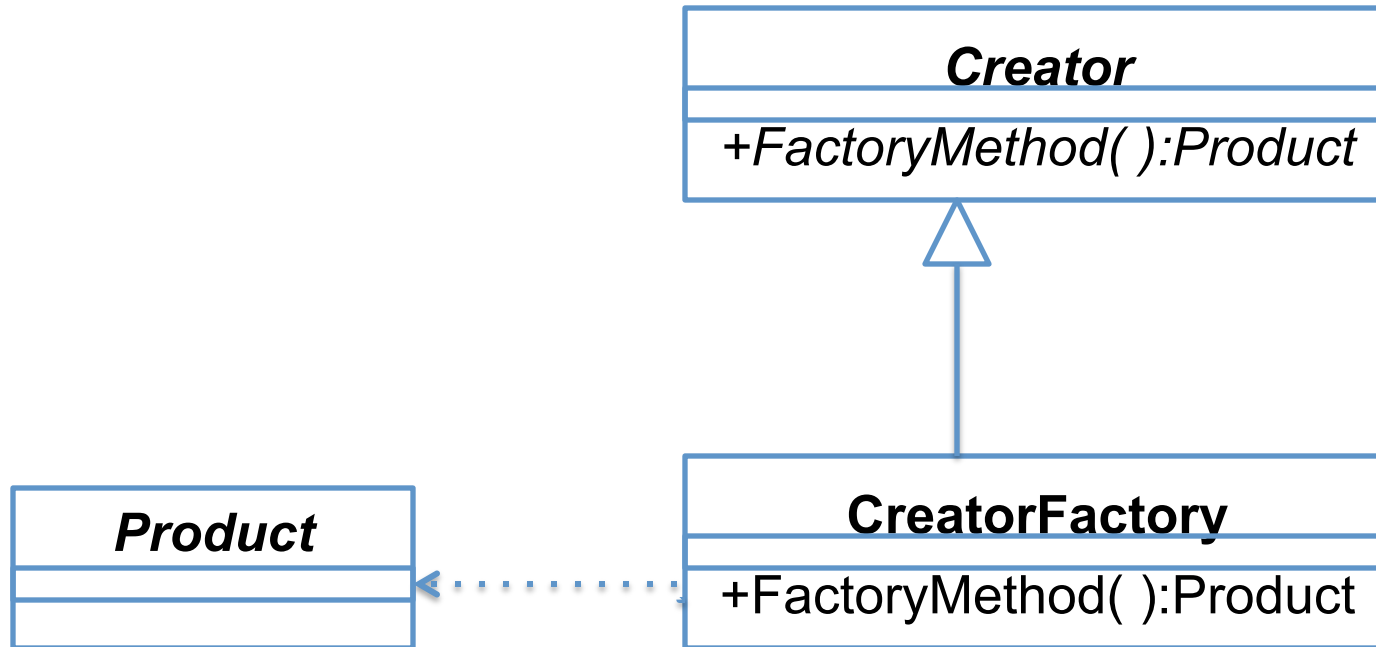 Creator
+FactoryMethod( ):Product
Product
CreatorFactory
+FactoryMethod( ):Product